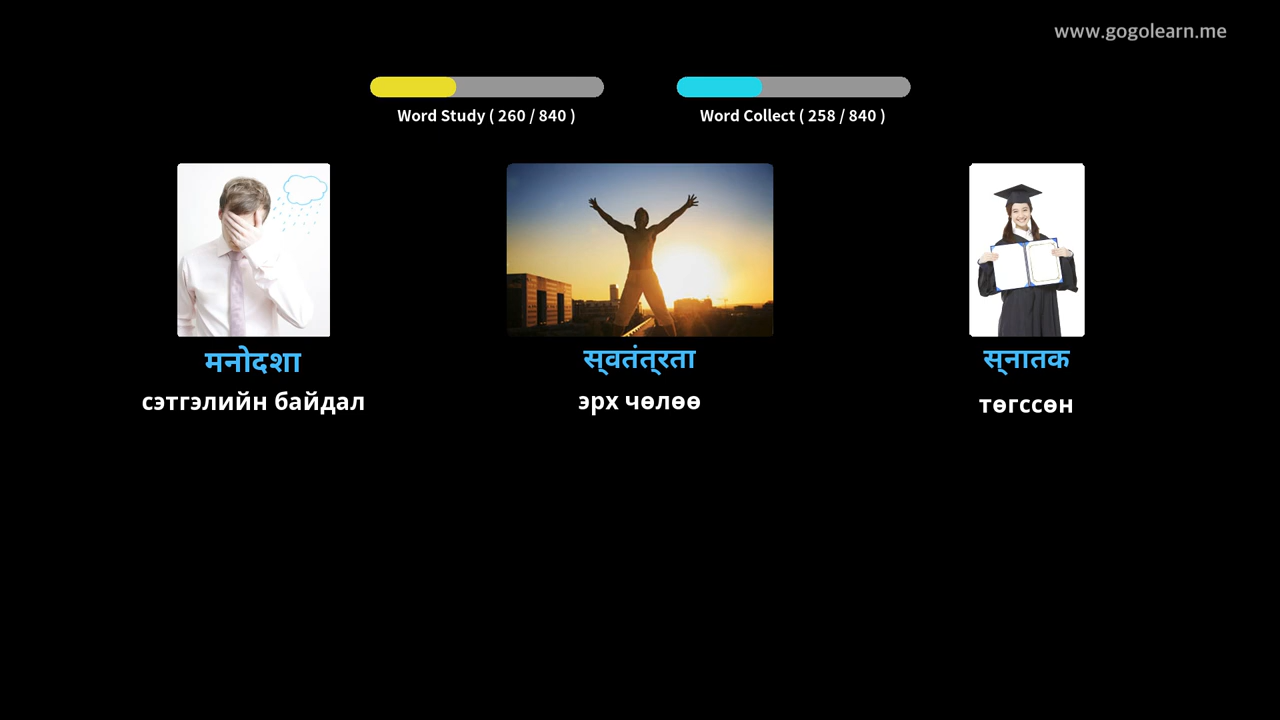 www.gogolearn.me
Word Study ( 260 / 840 )
Word Collect ( 258 / 840 )
मनोदशा
स्वतंत्रता
स्नातक
сэтгэлийн байдал
эрх чөлөө
төгссөн